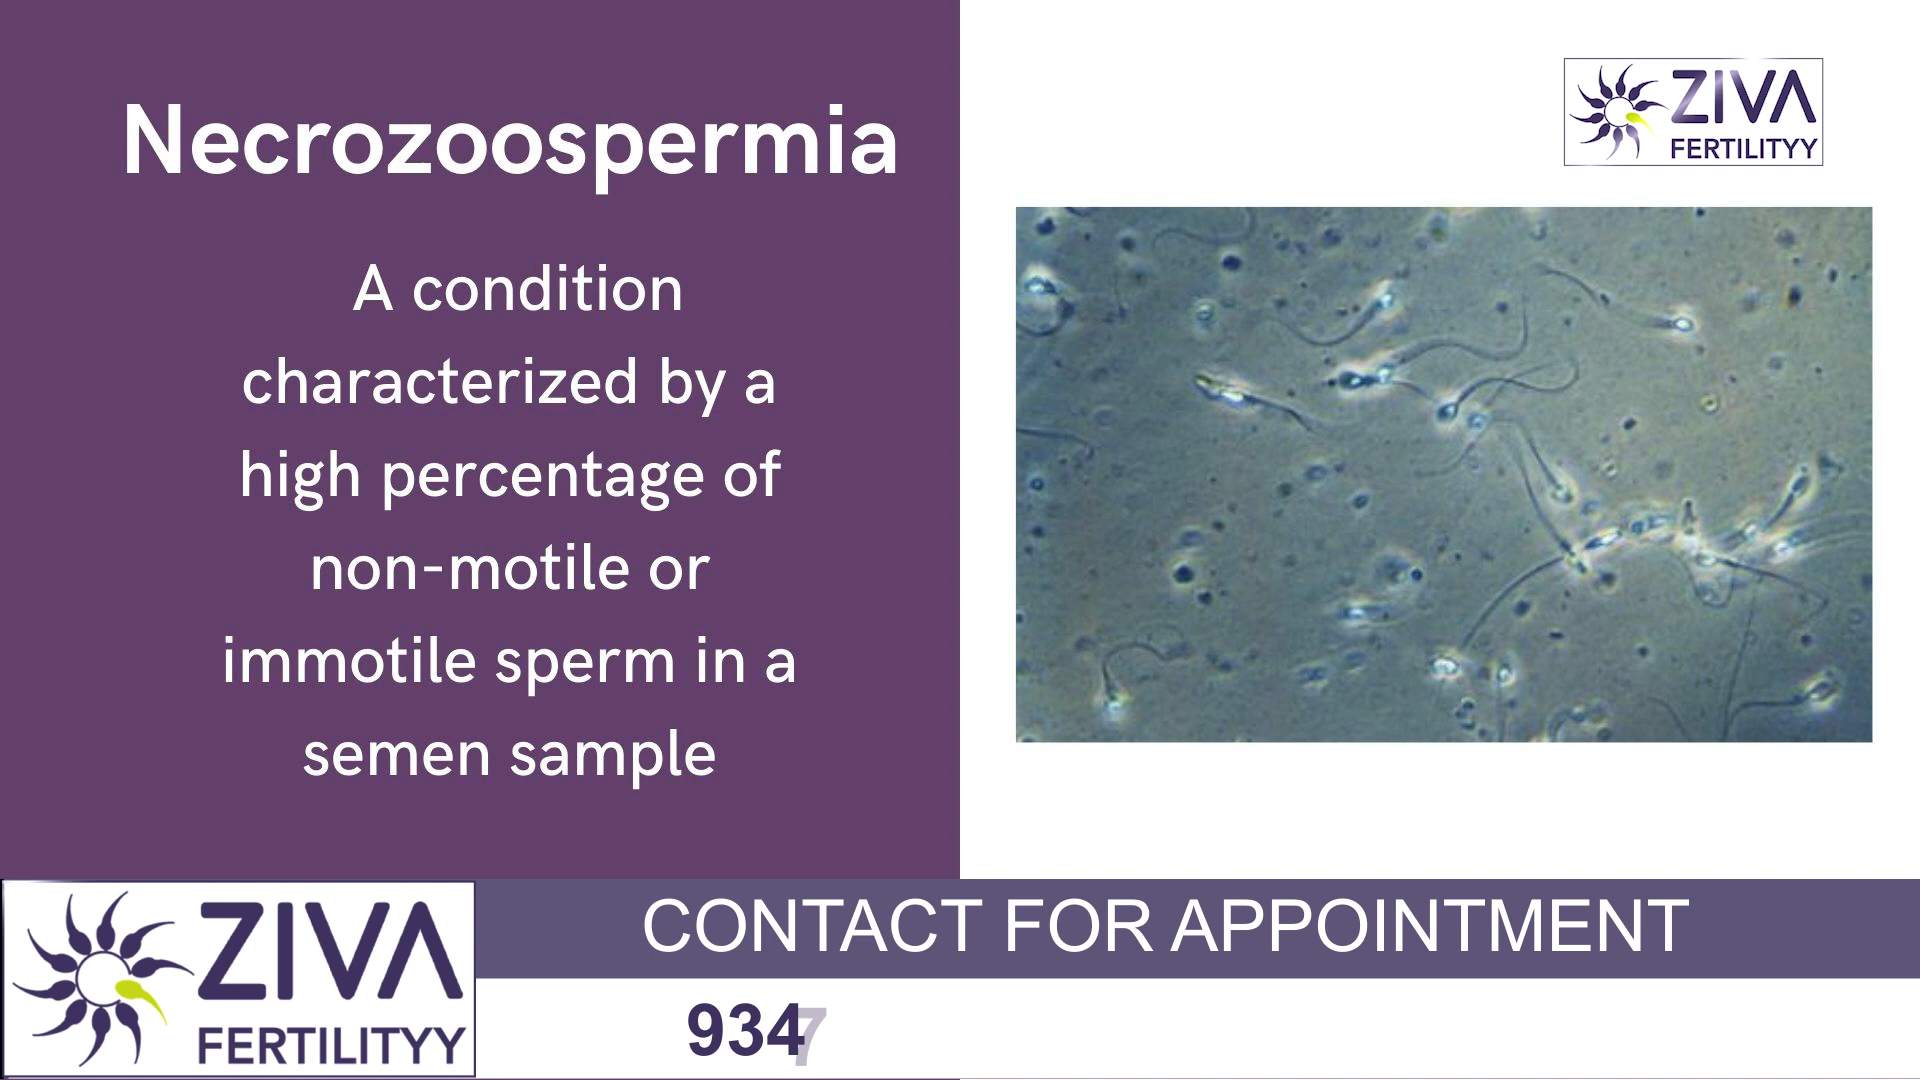 Necrozoospermia
A condition
characterized by a
high percentage of
non-motile or
immotile sperm in a
semen sample
ZIVA
FERTILITYY
ZIVA
FERTILITYY
CONTACT FOR APPOINTMENT
9347